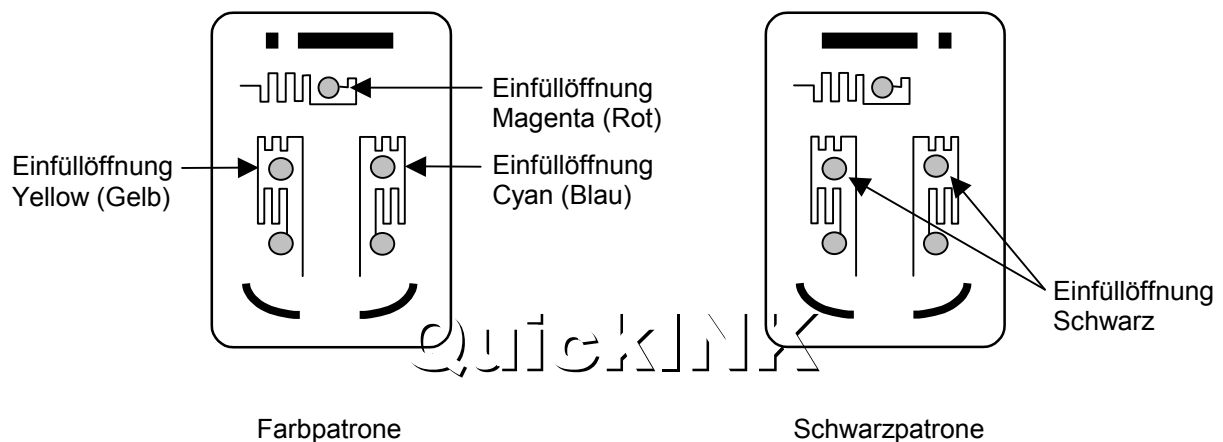 Einfüllöffnung
Magenta (Rot)
Einfüllöffnung
Yellow (Gelb)
Einfüllöffnung
Cyan (Blau)
Einfüllöffnung
Schwarz
QuickINK
Farbpatrone
Schwarzpatrone